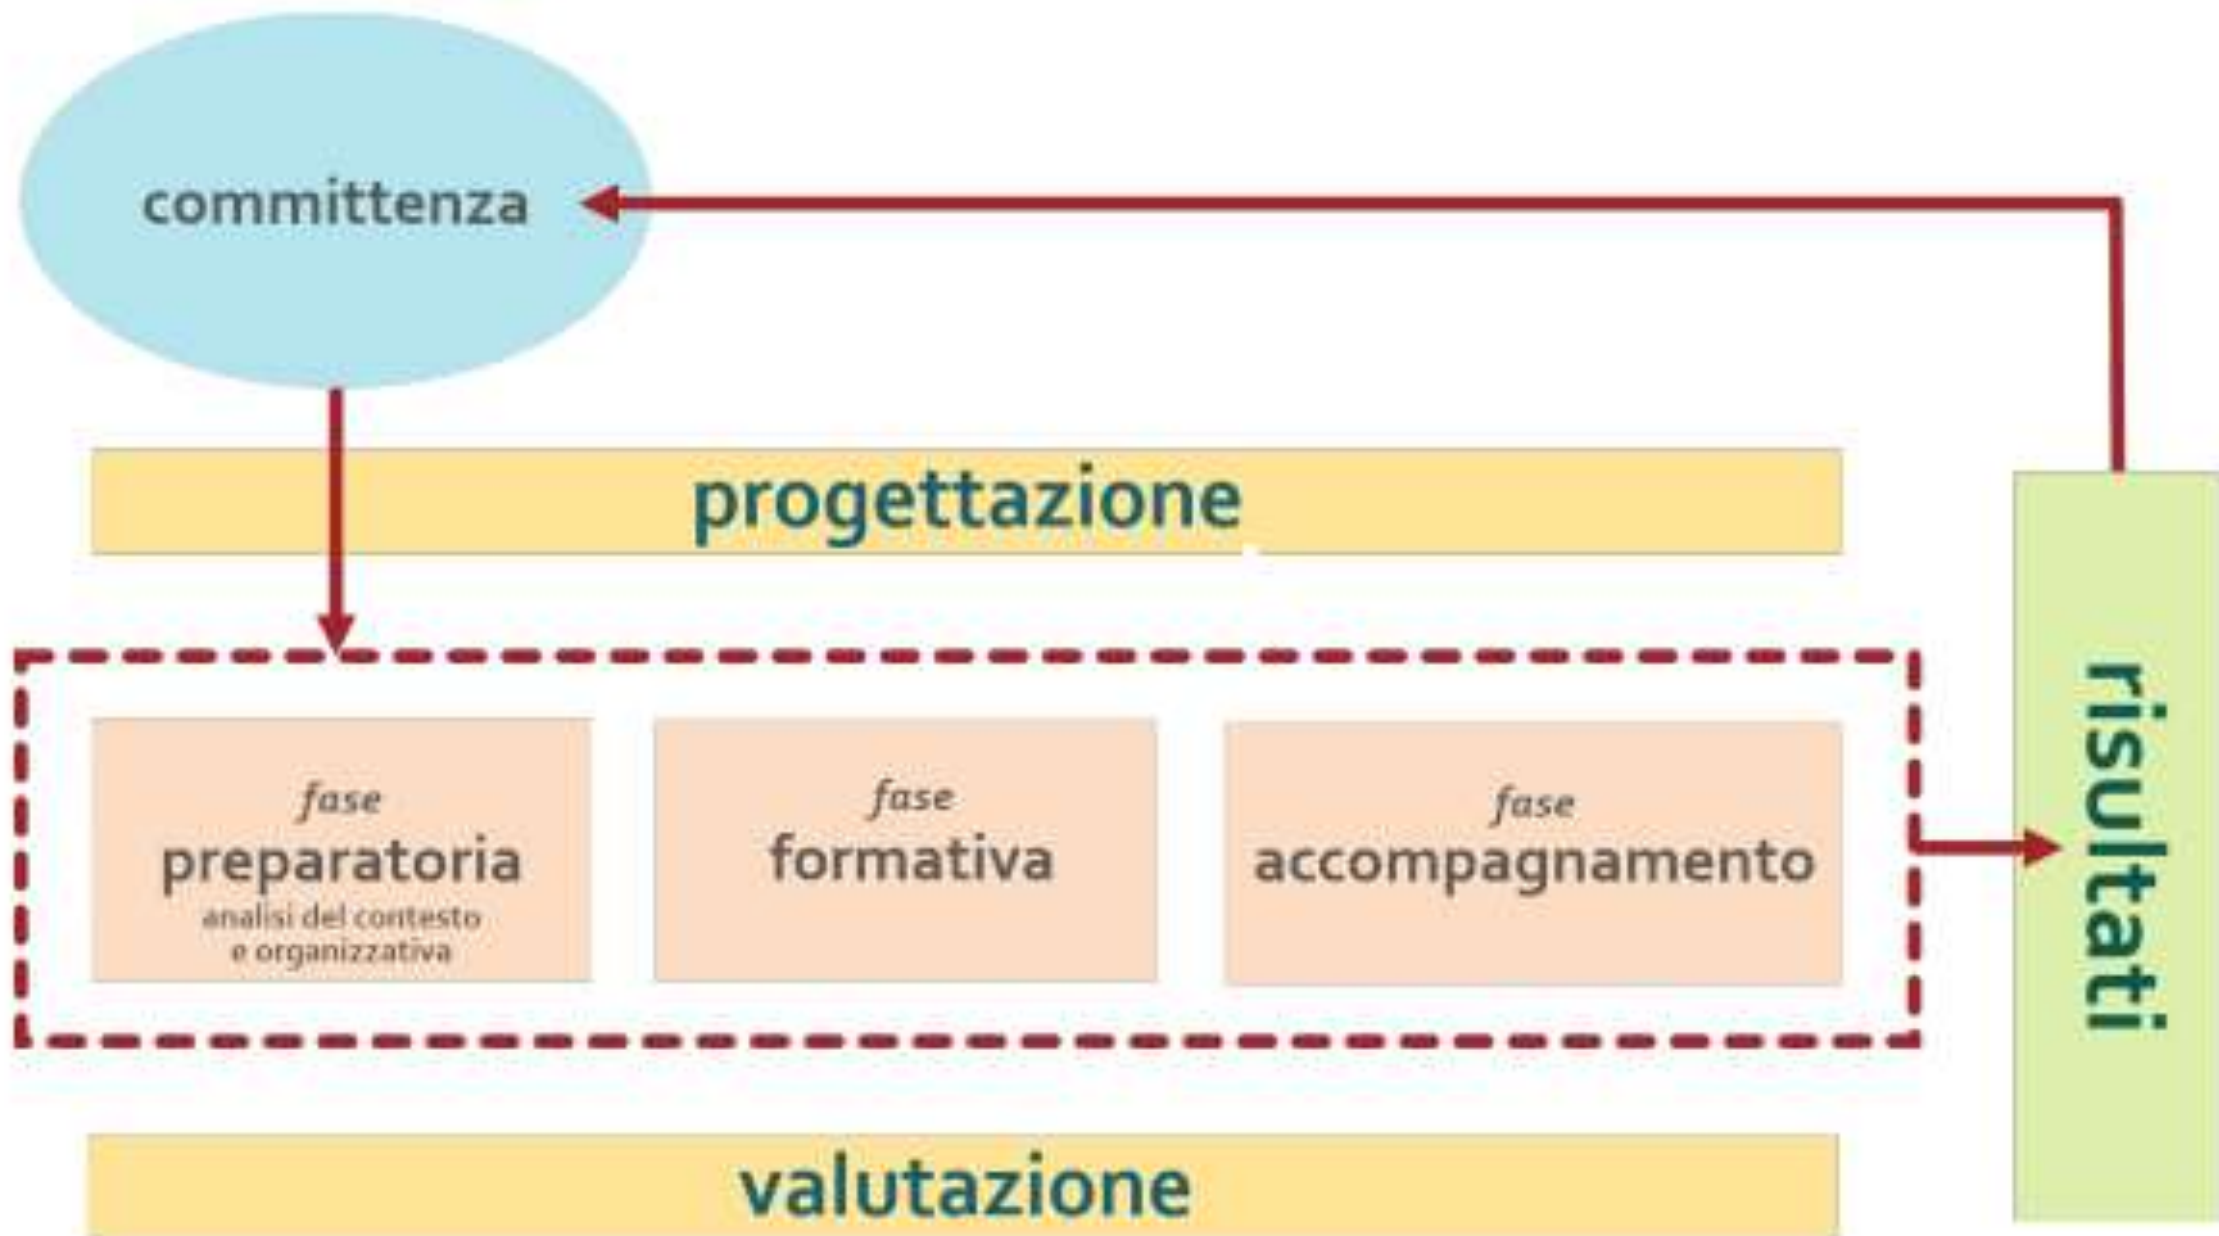 committenza
progettazione
fase
preparatoria
analisi del contesto
e organizzativa
fase
formativa
fase
accompagnamento
risultati
valutazione